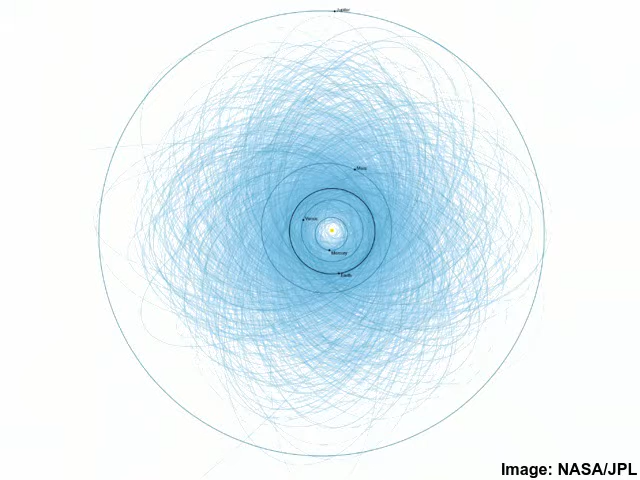 Jupiter
Mars
Venus
Mercury
Earth
Image: NASA/JPL